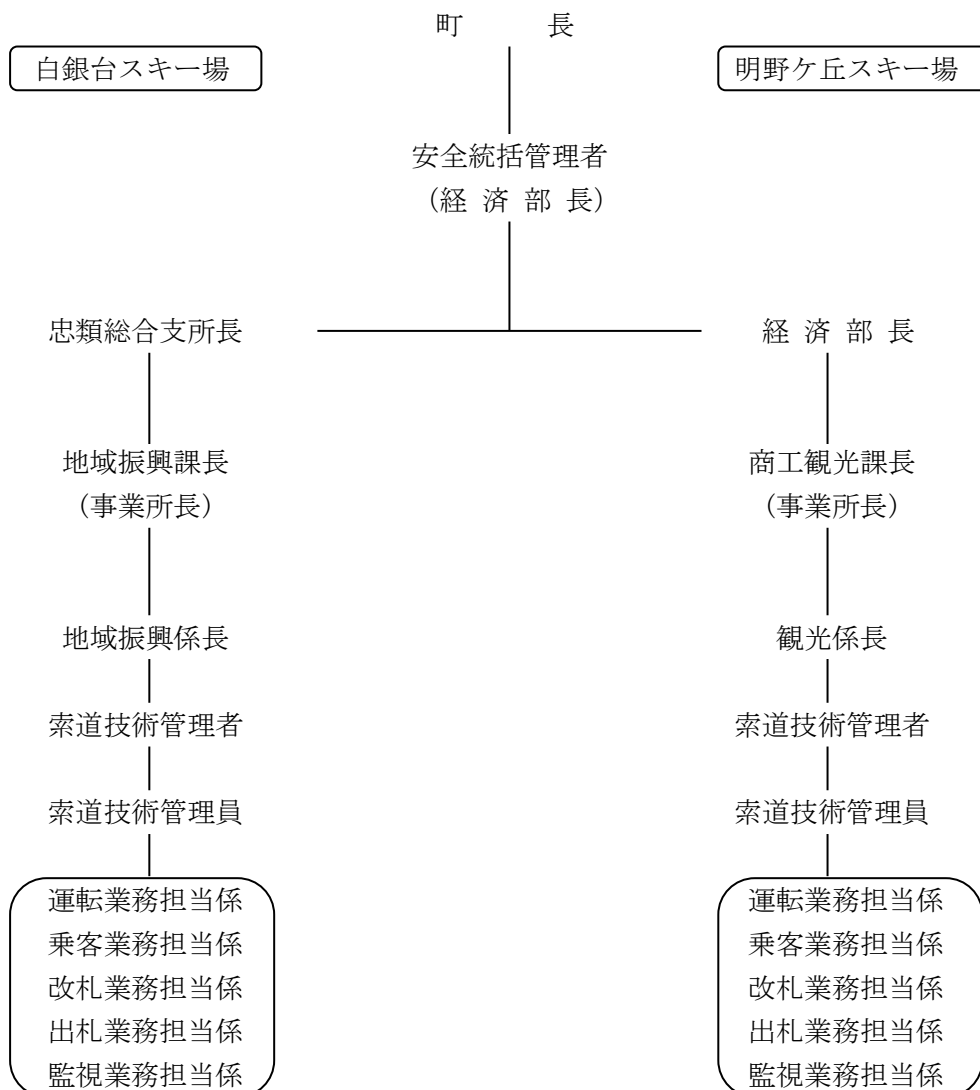 町　　長
白銀台スキー場
明野ケ丘スキー場
安全統括管理者
（経 済 部 長）
忠類総合支所長
経 済 部 長
地域振興課長
（事業所長）
商工観光課長
（事業所長）
地域振興係長
観光係長
索道技術管理者
索道技術管理者
索道技術管理員
索道技術管理員
運転業務担当係
乗客業務担当係
改札業務担当係
出札業務担当係
監視業務担当係
運転業務担当係
乗客業務担当係
改札業務担当係
出札業務担当係
監視業務担当係